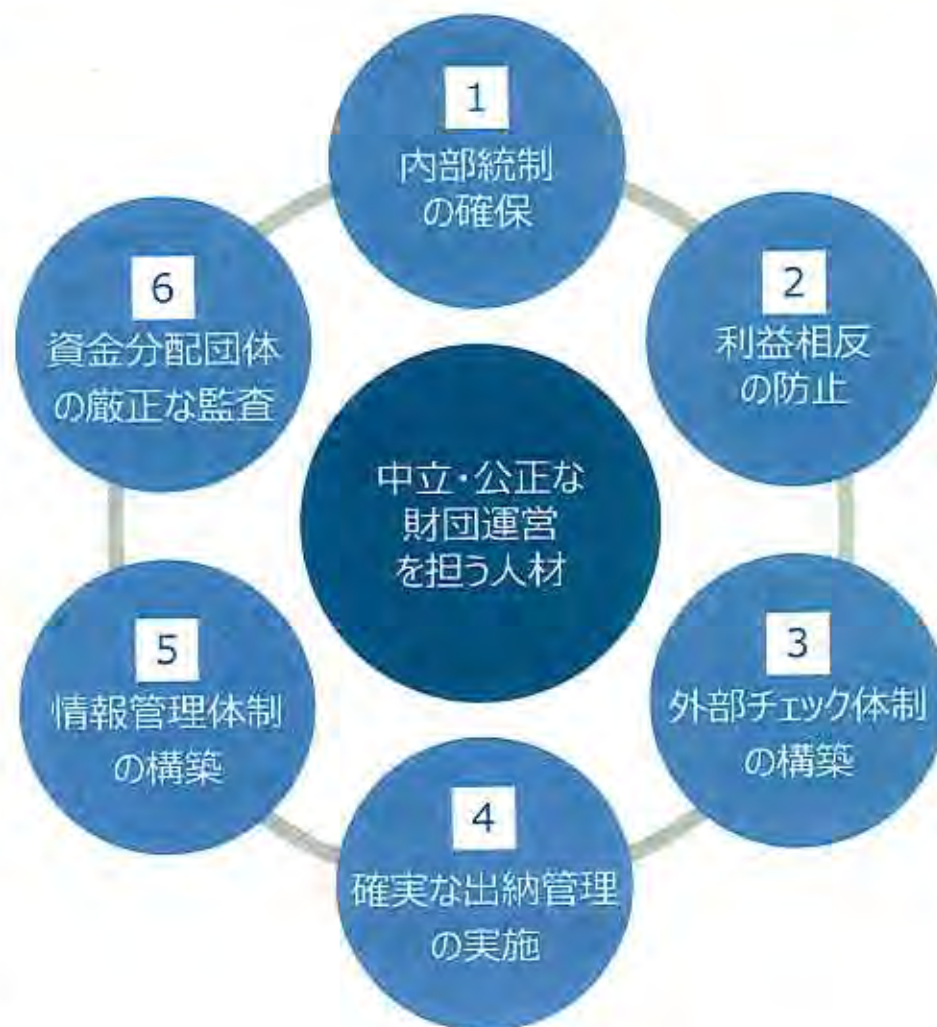 1
内部統制
の確保
2
利益相反
の防止
3
外部チェック体制
の構築
4
確実な出納管理
の実施
5
情報管理体制
の構築
6
資金分配団体
の厳正な監査
中立・公正な
財団運営
を担う人材